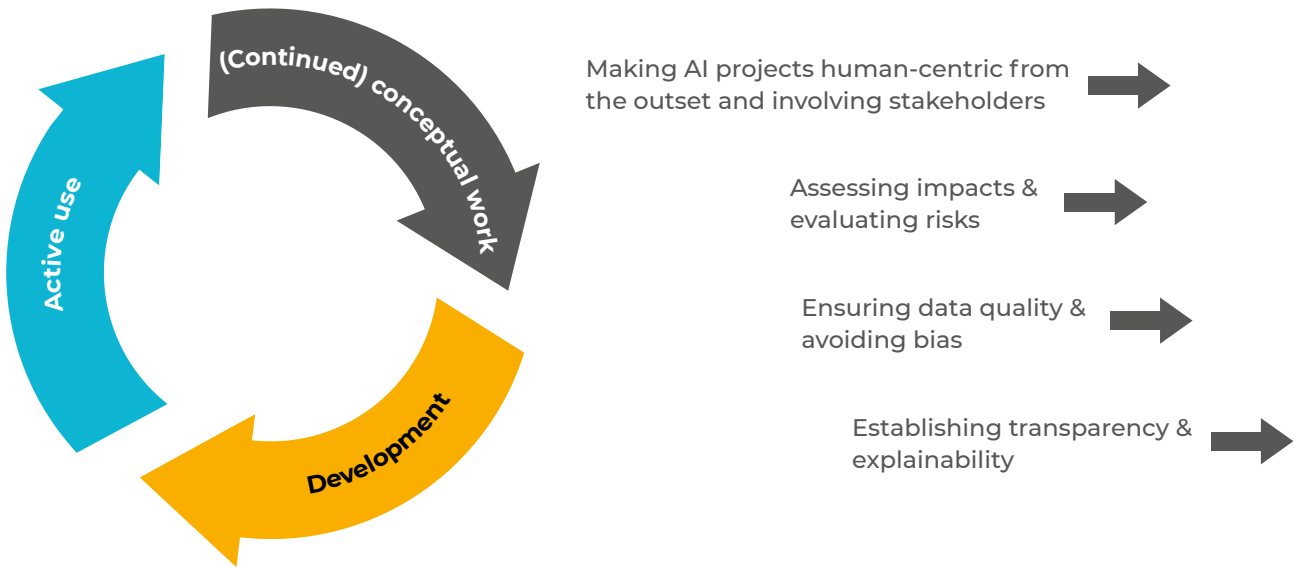 (Continued) conceptual work
Active use
Development
Making AI projects human-centric from
the outset and involving stakeholders
Assessing impacts &
evaluating risks
Ensuring data quality &
avoiding bias
Establishing transparency &
explainability